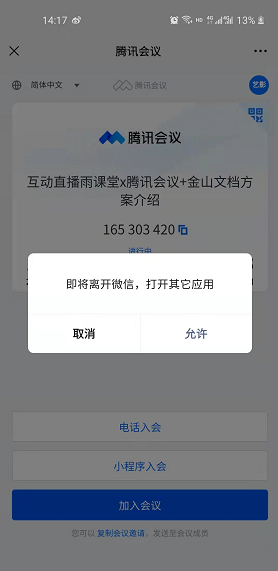 14:17
HD
13%
腾讯会议
简体中文
腾讯会议
艺影
腾讯会议
互动直播雨课堂x腾讯会议+金山文档方
案介绍
165 303 420
进行中
即将离开微信，打开其它应用
取消
允许
电话入会
小程序入会
加入会议
您可以 复制会议邀请，发送至会议成员